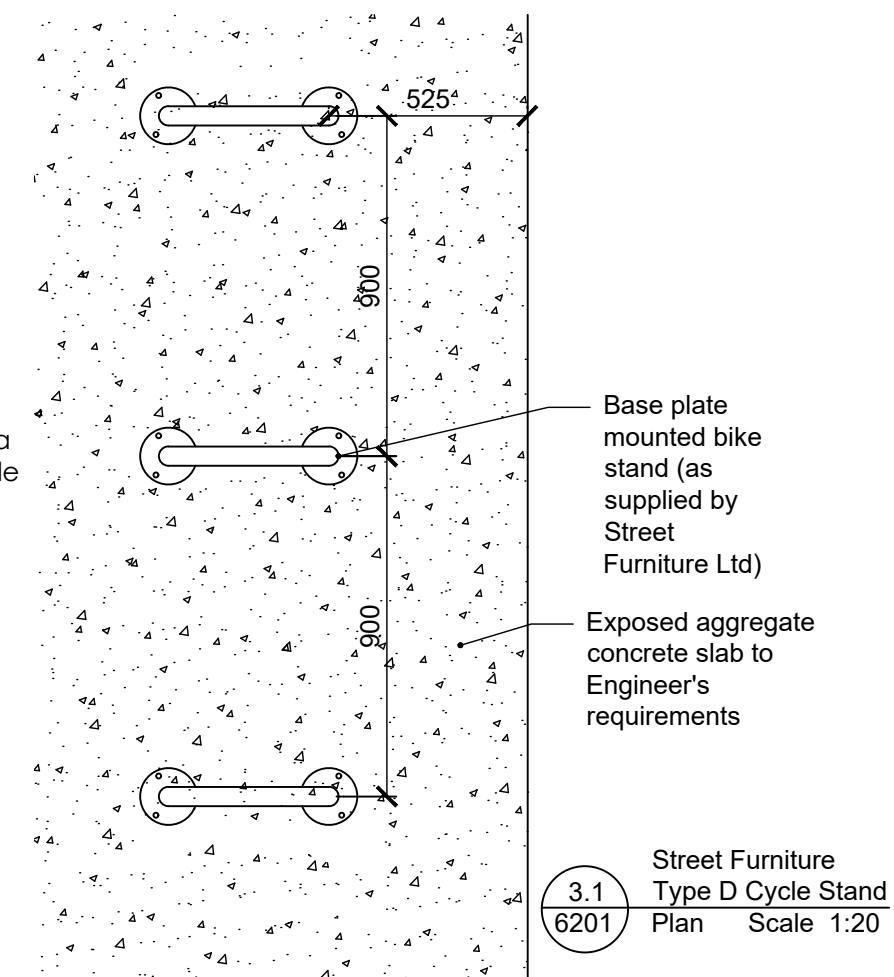 525
900
a
le
Base plate
mounted bike
stand (as
supplied by
Street
Furniture Ltd)
900
Exposed aggregate
concrete slab to
Engineer's
requirements
3.1
6201
Street Furniture
Type D Cycle Stand
Plan Scale 1:20